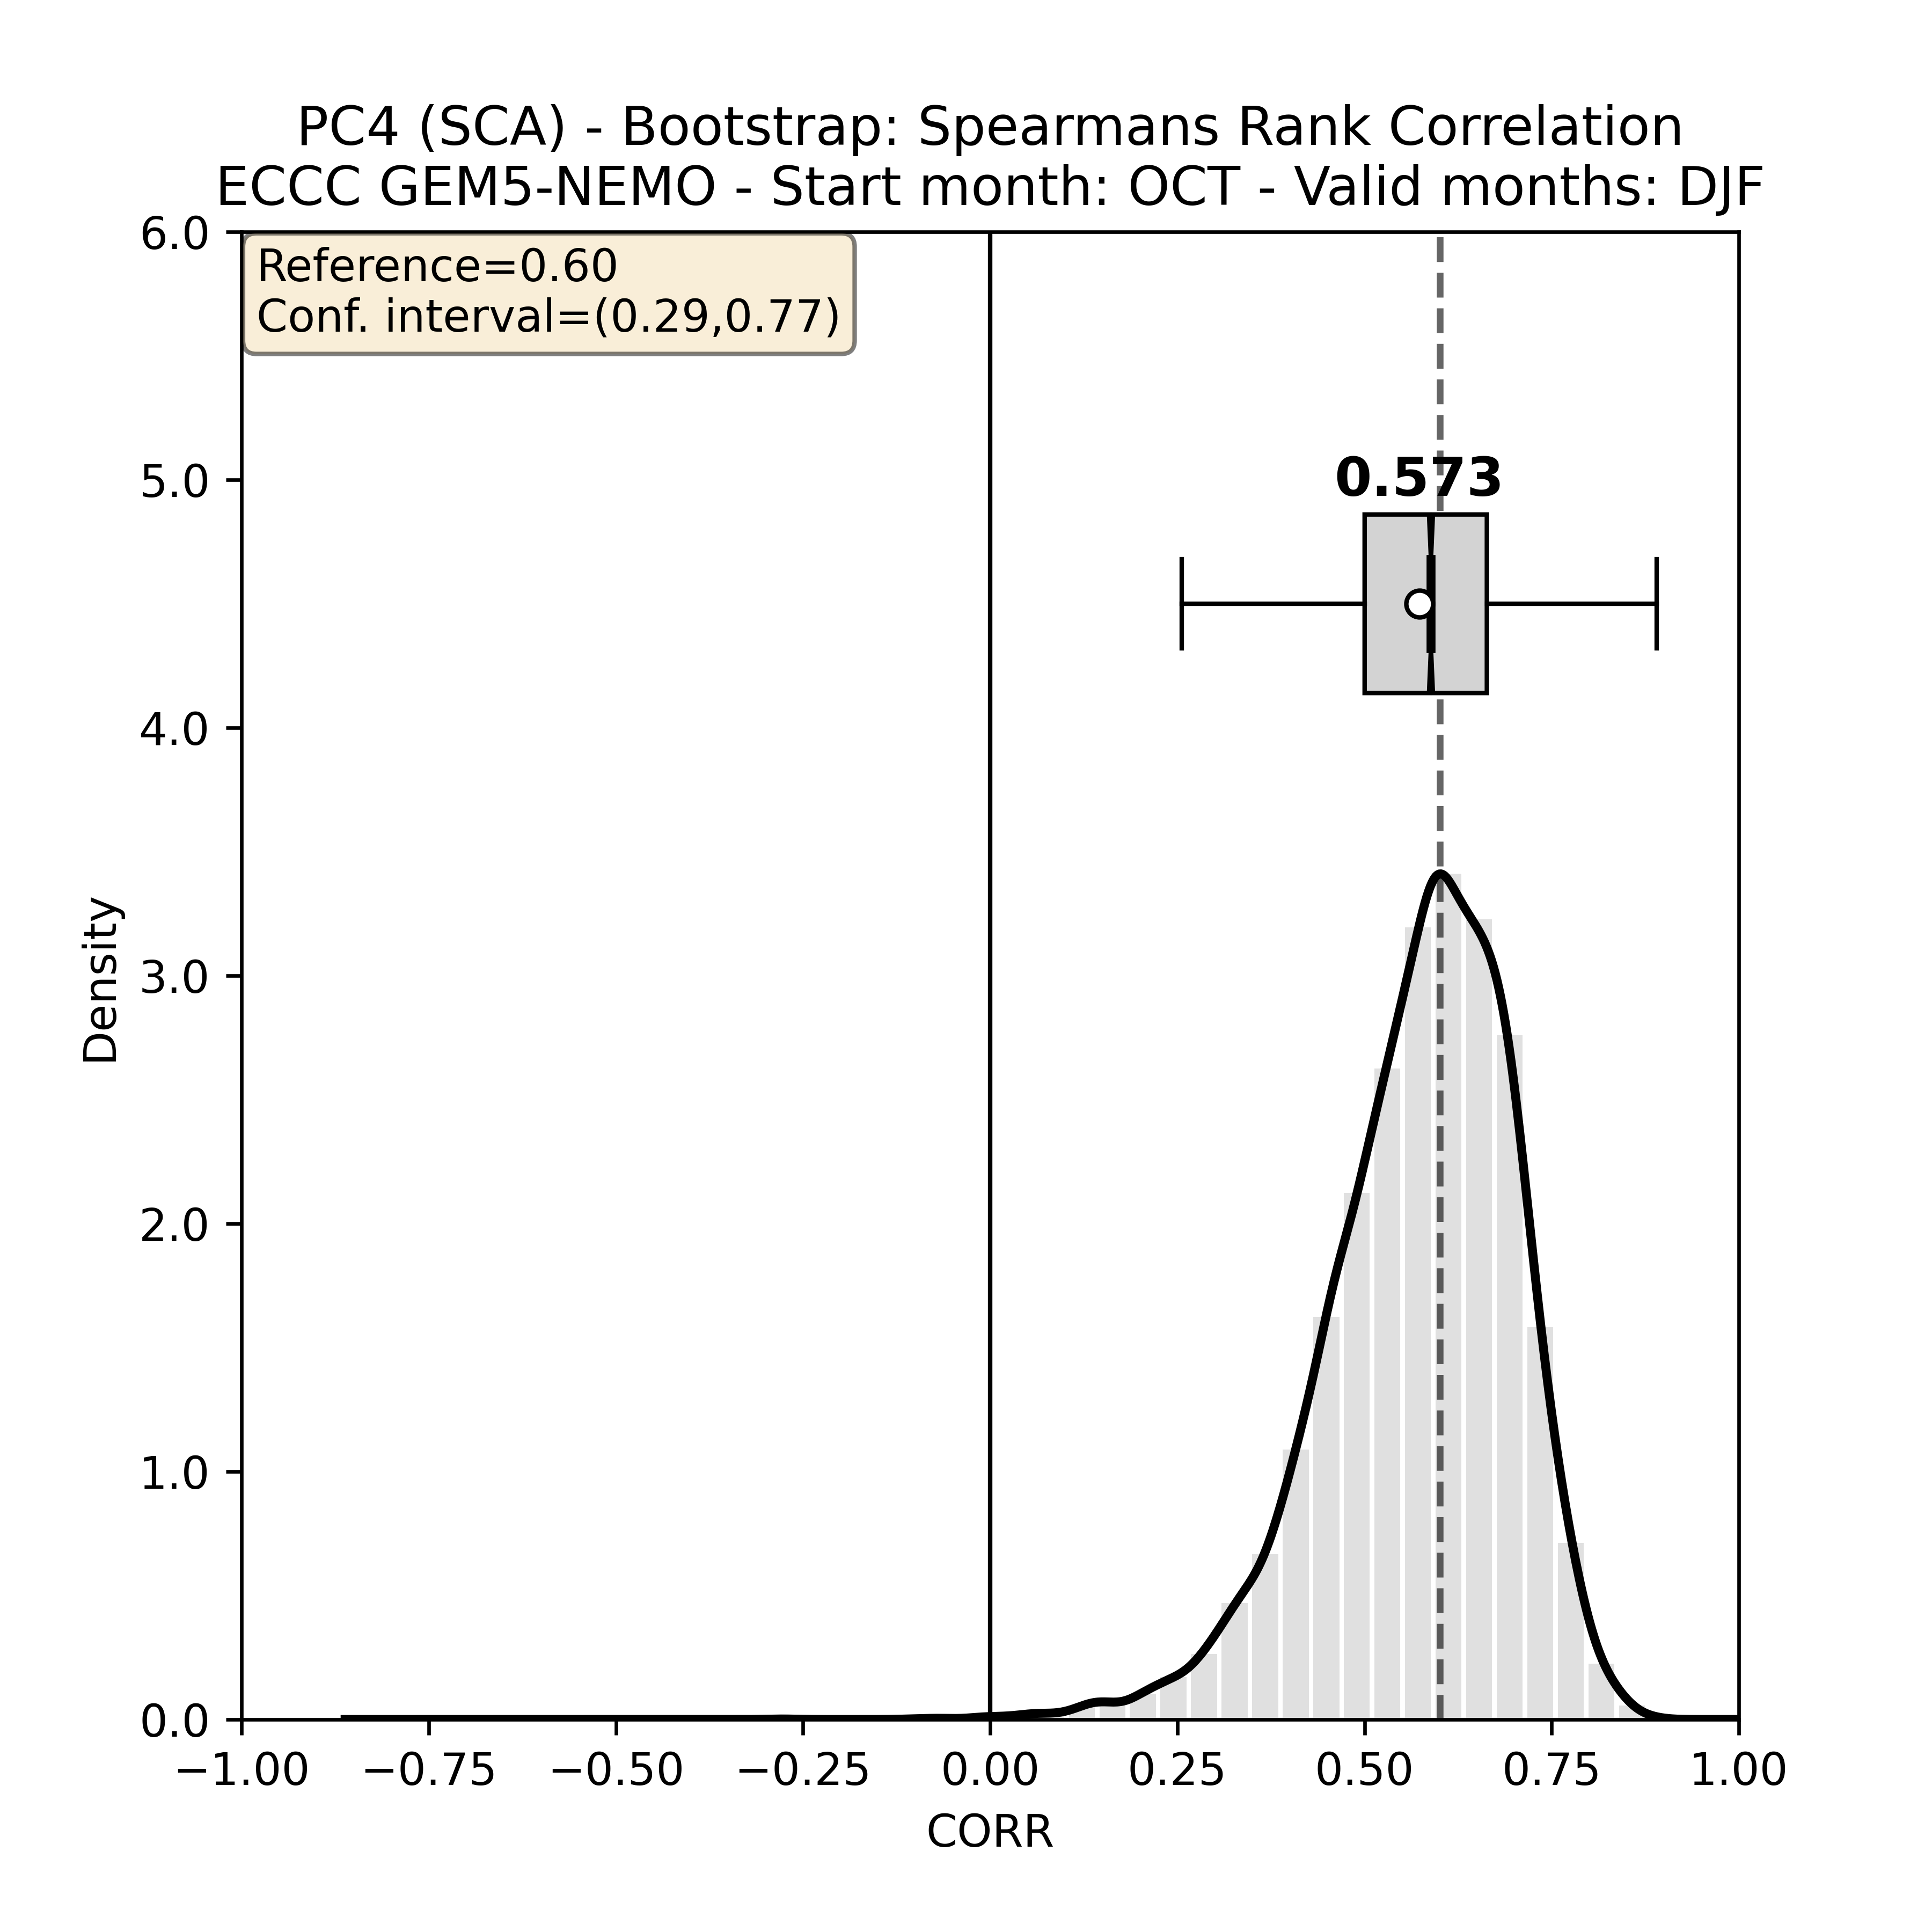 PC4 (SCA) - Bootstrap: Spearmans Rank Correlation
ECCC GEM5-NEMO - Start month: OCT - Valid months: DJF
Reference=0.60
Conf. interval=(0.29,0.77)
0.573
6.0
5.0
4.0
3.0
2.0
1.0
0.0
Density
−1.00 −0.75 −0.50 −0.25 0.00 0.25 0.50 0.75 1.00
CORR